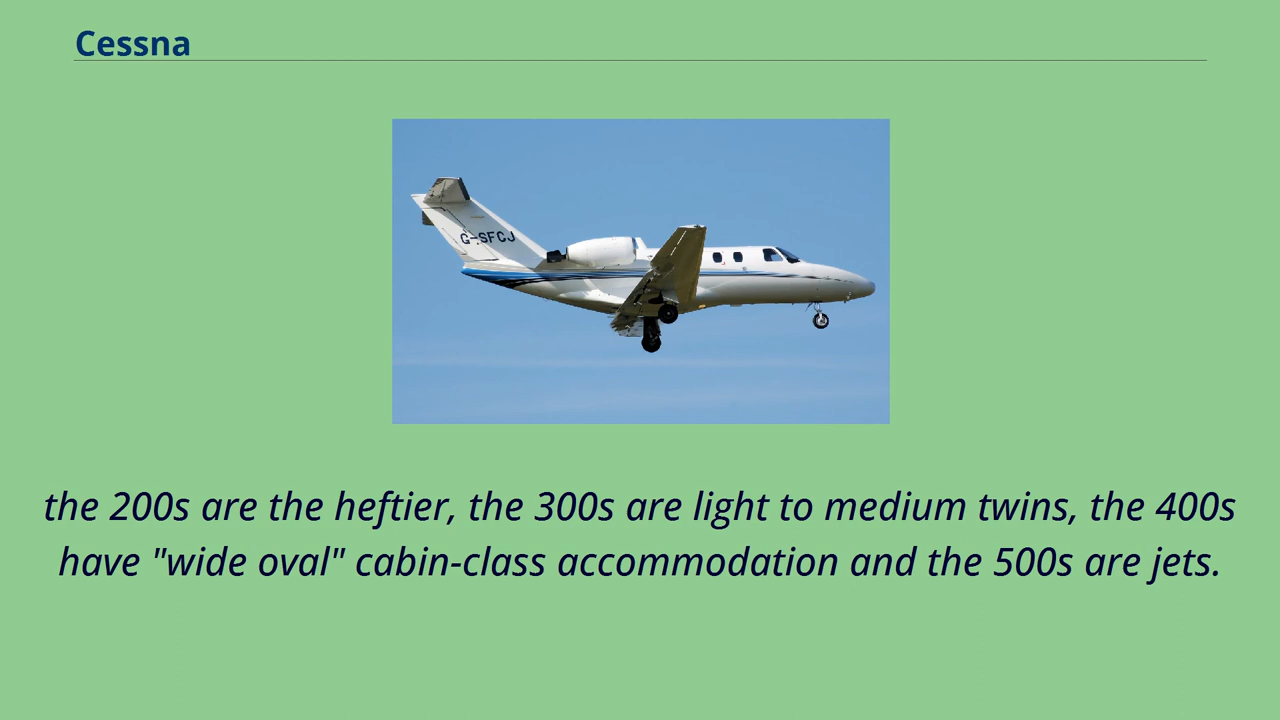 Cessna
G-SFCJ
the 200s are the heftier, the 300s are light to medium twins, the 400s
have "wide oval" cabin-class accommodation and the 500s are jets.